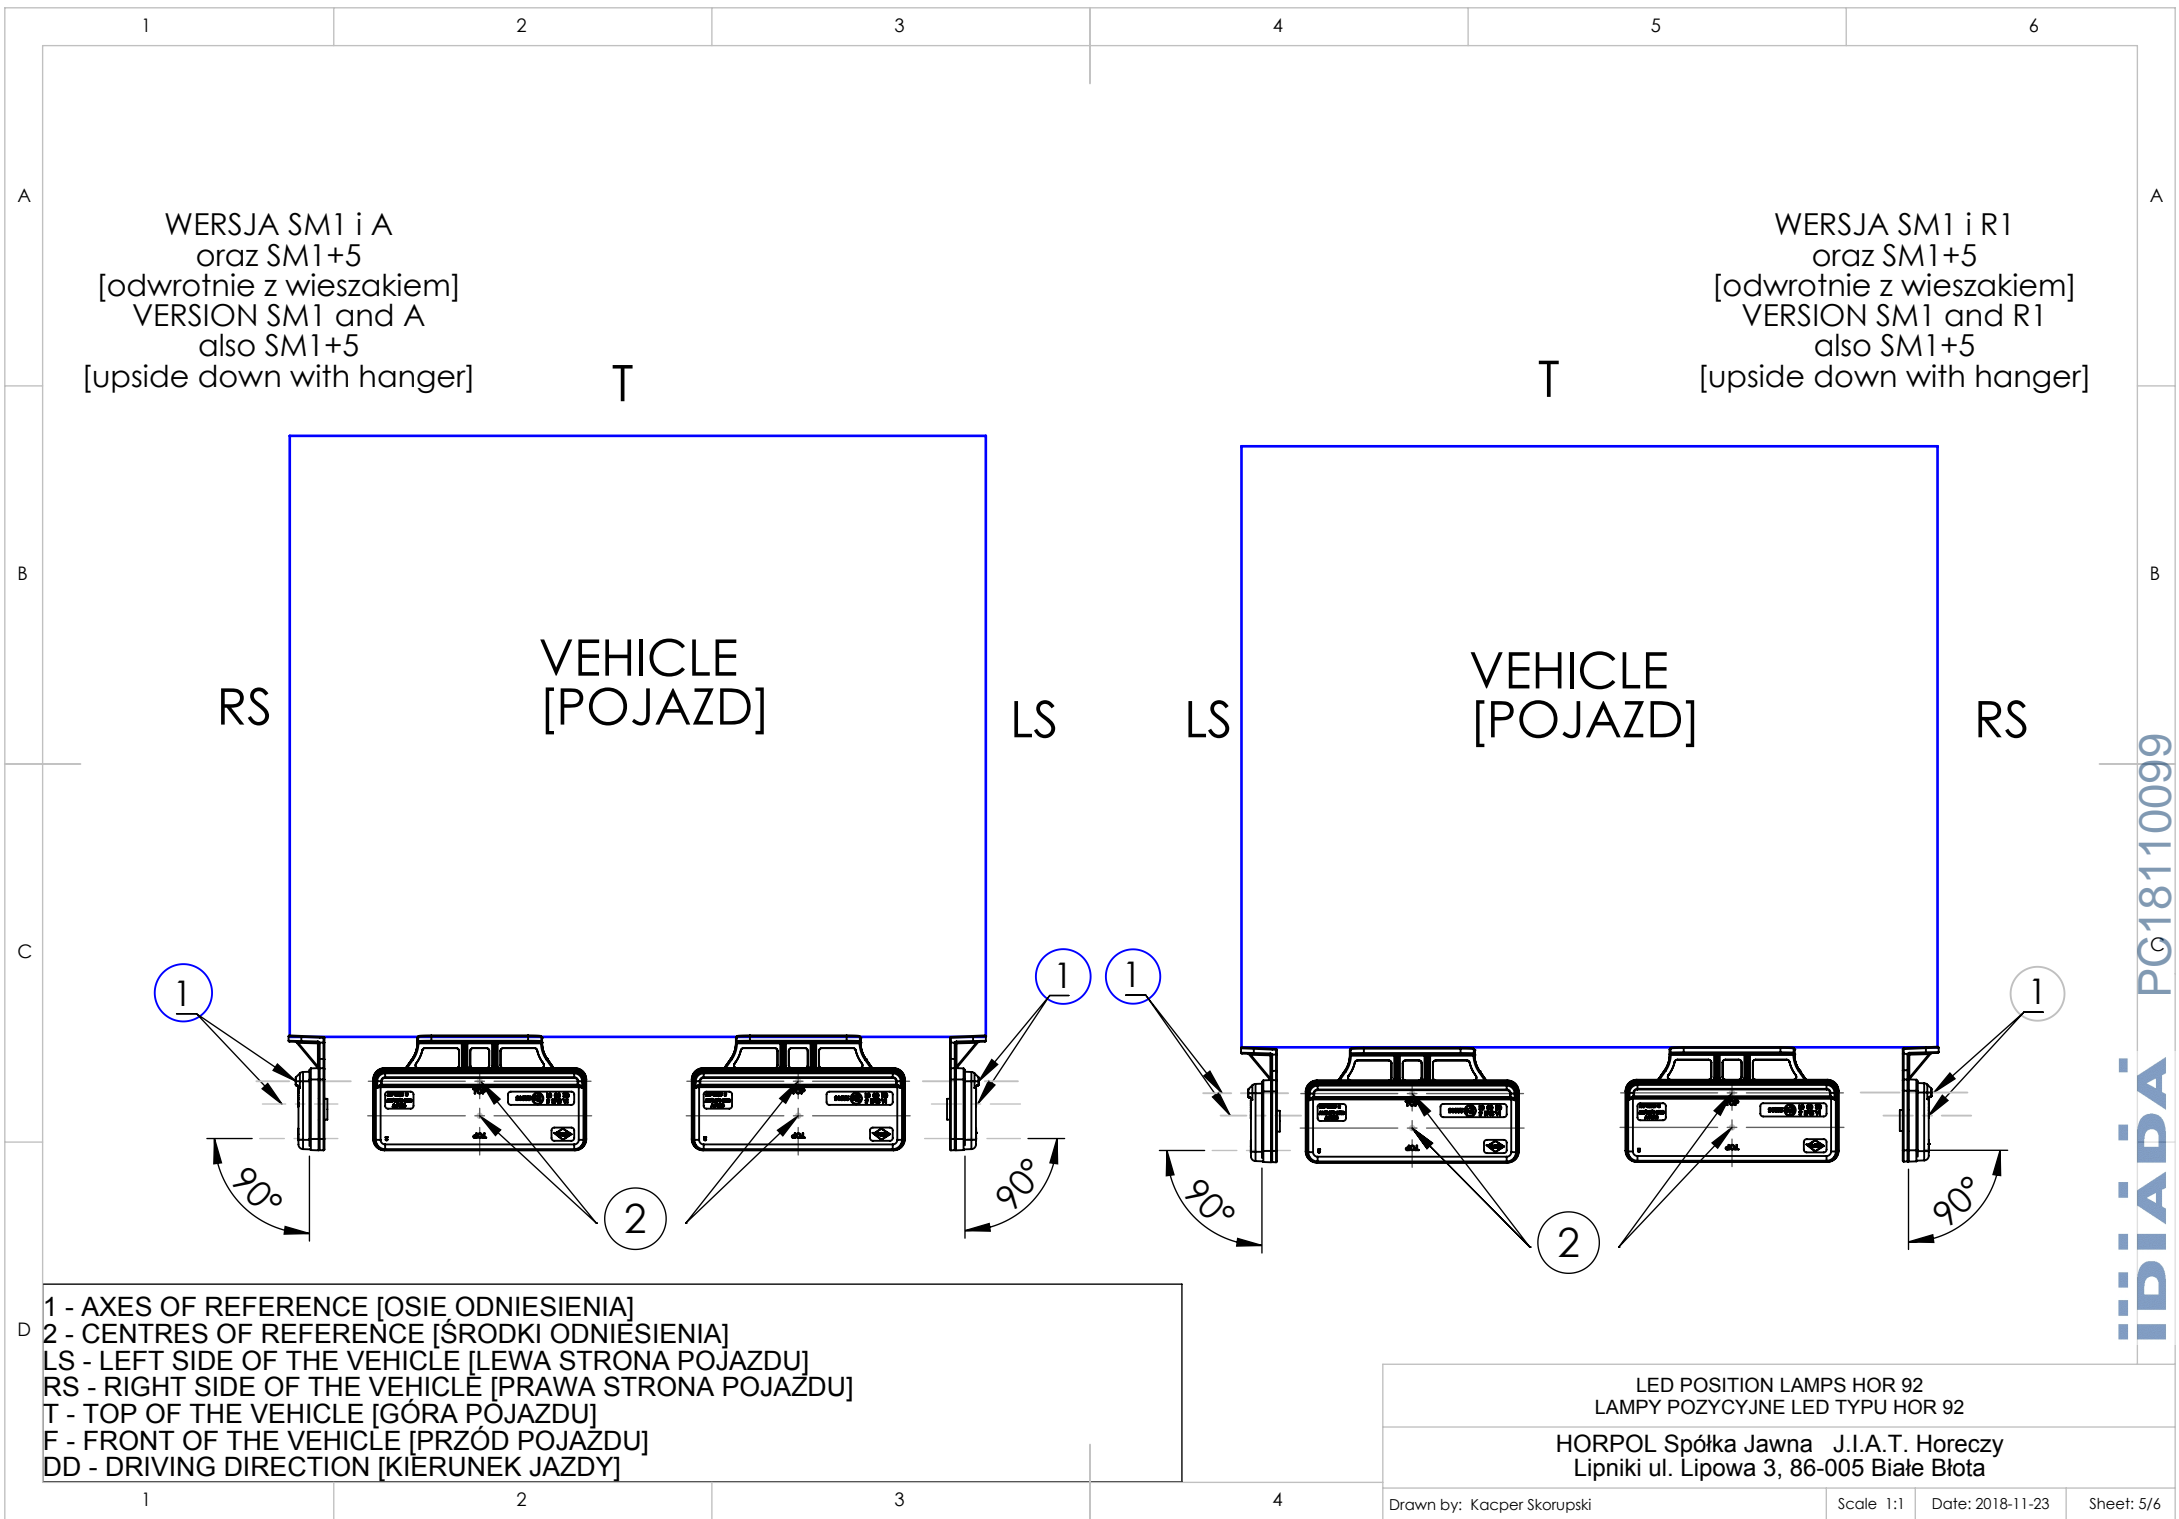 1 2 3 4 5 6
A A
WERSJA SM1 i A
oraz SM1+5
[odwrotnie z wieszakiem]
VERSION SM1 and A
also SM1+5
[upside down with hanger]
WERSJA SM1 i R1
oraz SM1+5
[odwrotnie z wieszakiem]
VERSION SM1 and R1
also SM1+5
[upside down with hanger]
T
T
B B
VEHICLE
[POJAZD]
RS
LS
VEHICLE
[POJAZD]
LS
RS
C C
1
1
1
1
TOP
TOP
TOP
TOP
90°
90°
90°
90°
2
2
PG18110099
IDIADA
D
1 - AXES OF REFERENCE [OSIE ODNIESIENIA]
2 - CENTRES OF REFERENCE [ŚRODKI ODNIESIENIA]
LS - LEFT SIDE OF THE VEHICLE [LEWA STRONA POJAZDU]
RS - RIGHT SIDE OF THE VEHICLE [PRAWA STRONA POJAZDU]
T - TOP OF THE VEHICLE [GÓRA POJAZDU]
F - FRONT OF THE VEHICLE [PRZÓD POJAZDU]
DD - DRIVING DIRECTION [KIERUNEK JAZDY]
LED POSITION LAMPS HOR 92
LAMPY POZYCYJNE LED TYPU HOR 92
HORPOL Spółka Jawna J.I.A.T. Horeczy
Lipniki ul. Lipowa 3, 86-005 Białe Błota
Drawn by: Kacper Skorupski
Scale 1:1
Date: 2018-11-23
Sheet: 5/6
1 2 3 4